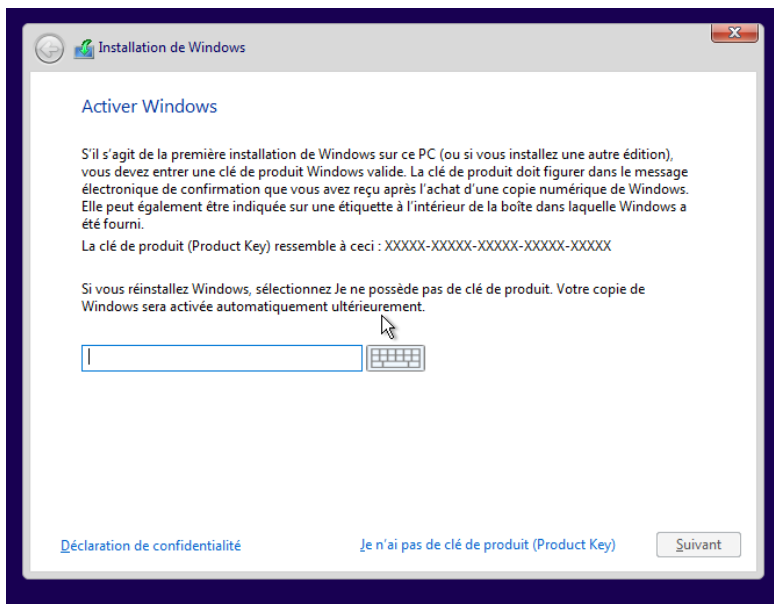 Installation de Windows
Activer Windows
S'il s'agit de la première installation de Windows sur ce PC (ou si vous installez une autre édition),
vous devez entrer une clé de produit Windows valide. La clé de produit doit figurer dans le message
électronique de confirmation que vous avez reçu après l'achat d'une copie numérique de Windows.
Elle peut également être indiquée sur une étiquette à l'intérieur de la boîte dans laquelle Windows a
été fourni.
La clé de produit (Product Key) ressemble à ceci : XXXXX-XXXXX-XXXXX-XXXXX-XXXXX
Si vous réinstallez Windows, sélectionnez Je ne possède pas de clé de produit. Votre copie de
Windows sera activée automatiquement ultérieurement.
Déclaration de confidentialité
Je n'ai pas de clé de produit (Product Key)
Suivant